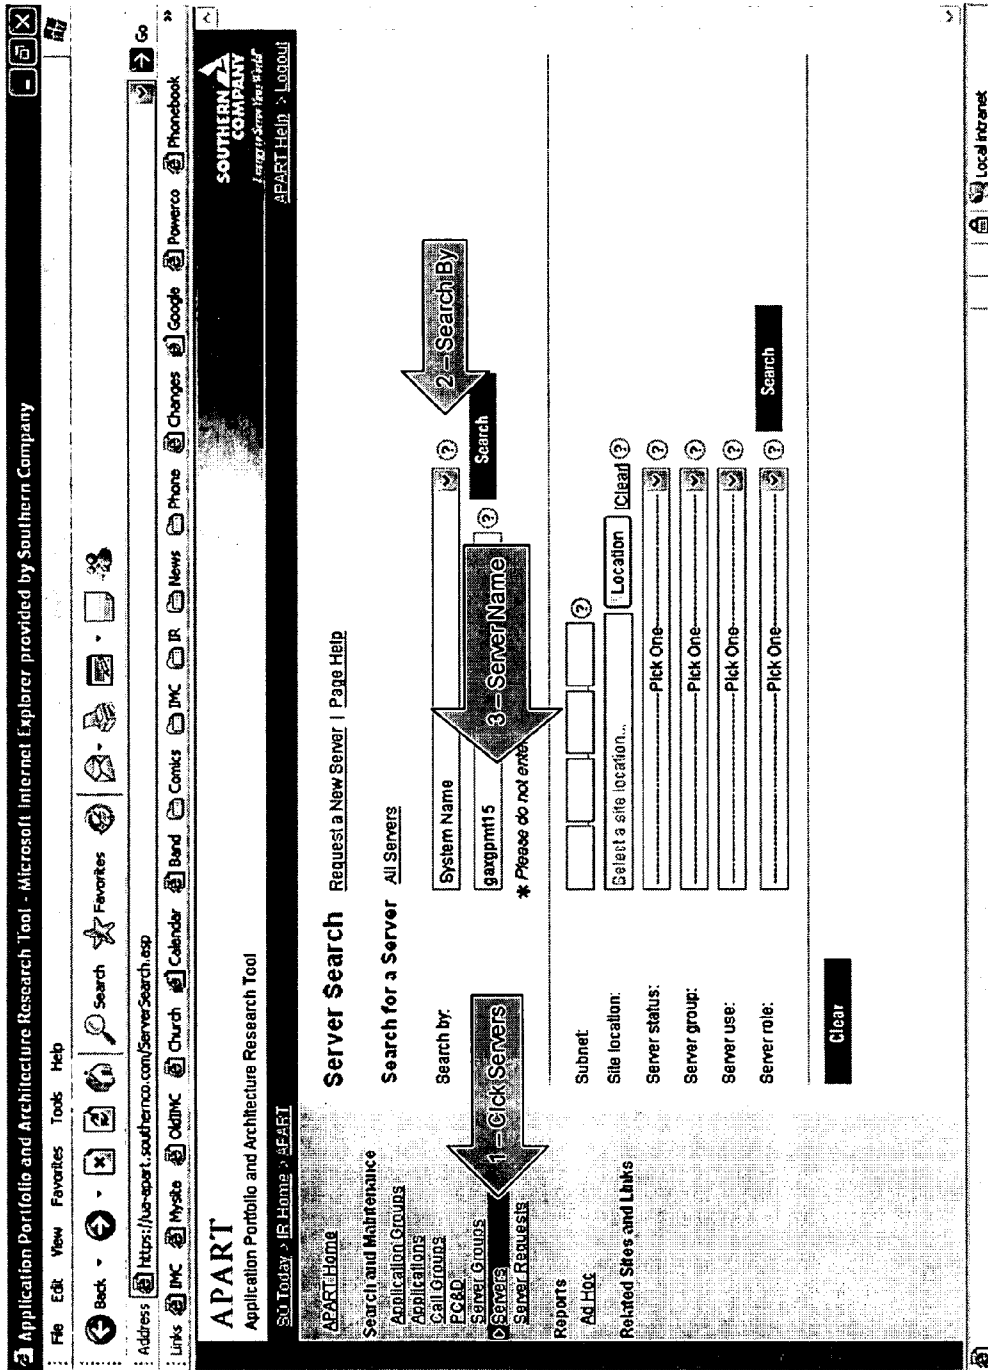 Application Portfolio and Architecture Research Tool - Microsoft Internet Explorer provided by Southern Company
File Edit View Favorites Tools Help
Back Search Favorites
Address https://ua-apart.southernco.com/ServerSearch.asp Go
Links IMC Mysite OldIMC Church Calendar Band Comics IMC IR News Phone Changes Google Powerco Phonebook »
APART
Application Portfolio and Architecture Research Tool
SOUTHERN COMPANY
Energy to Serve Your World
SO Today > IR Home > APART
APART Help > Logout
APART Home
Search and Maintenance
Application Groups
Applications
Call Groups
PC&D
Server Groups
Servers
Server Requests
Reports
Ad Hoc
Related Sites and Links
1 – Click Servers
Server Search Request a New Server | Page Help
Search for a Server All Servers
Search by: System Name ?
2 – Search By
gaxgpmt15 ? Search
3 – Server Name
* Please do not ente
Subnet: ?
Site location: Select a site location... Location Clear ?
Server status: Pick One ?
Server group: Pick One ?
Server use: Pick One ?
Server role: Pick One ? Search
Clear
Local intranet